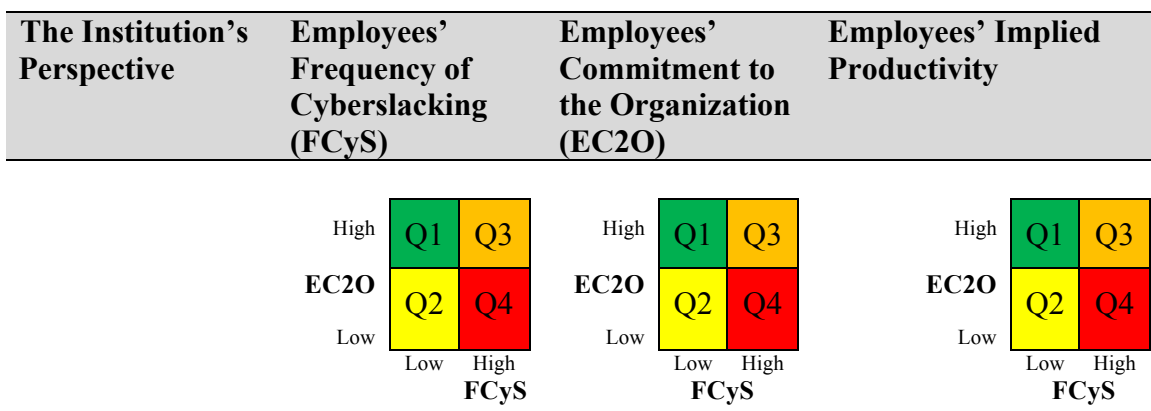 The Institution’s Perspective
Employees’ Frequency of Cyberslacking (FCyS)
Employees’ Commitment to the Organization (EC2O)
Employees’ Implied Productivity
High Q1 Q3
EC2O
Q2 Q4
Low
Low High
FCyS
High Q1 Q3
EC2O
Q2 Q4
Low
Low High
FCyS
High Q1 Q3
EC2O
Q2 Q4
Low
Low High
FCyS